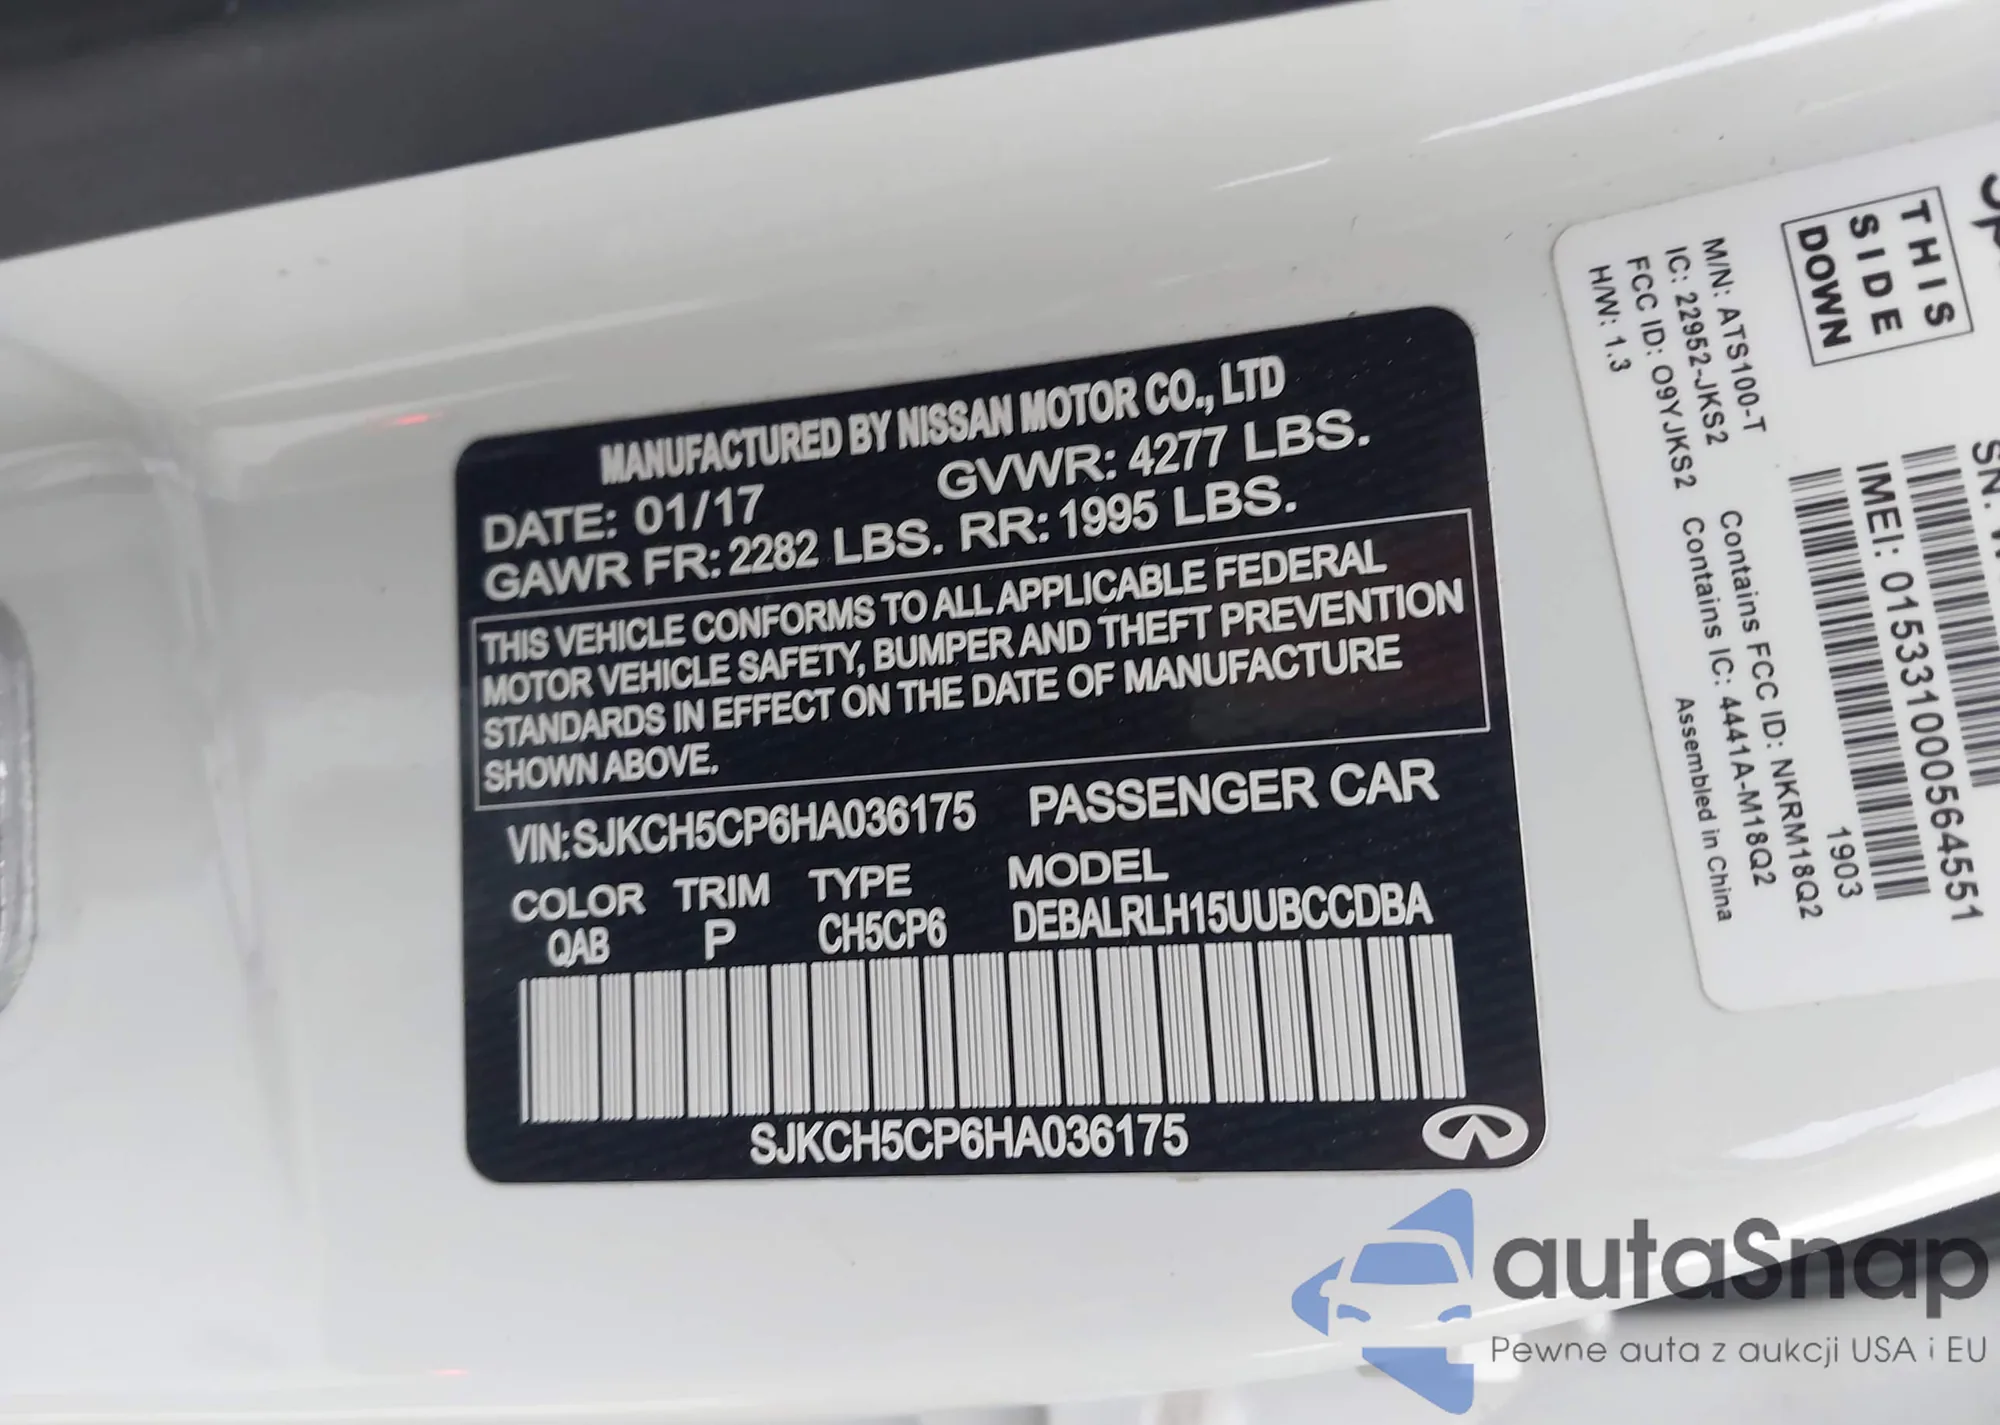 MANUFACTURED BY NISSAN MOTOR CO., LTD
DATE: 01/17 GVWR: 4277 LBS.
GAWR FR: 2282 LBS. RR: 1995 LBS.
THIS VEHICLE CONFORMS TO ALL APPLICABLE FEDERAL
MOTOR VEHICLE SAFETY, BUMPER AND THEFT PREVENTION
STANDARDS IN EFFECT ON THE DATE OF MANUFACTURE
SHOWN ABOVE.
VIN: SJKCH5CP6HA036175 PASSENGER CAR
COLOR TRIM TYPE MODEL
QAB P CH5CP6 DEBALRLH15UUBCCDBA
SJKCH5CP6HA036175
THIS
SIDE
DOWN
M/N: ATS100-T
IC: 22952-JKS2
FCC ID: O9YJKS2
H/W: 1.3
SN:
IMEI: 015331000564551
1903
Contains FCC ID: NKRM18Q2
Contains IC: 4441A-M18Q2
Assembled in China
autaSnap
Pewne auta z aukcji USA i EU